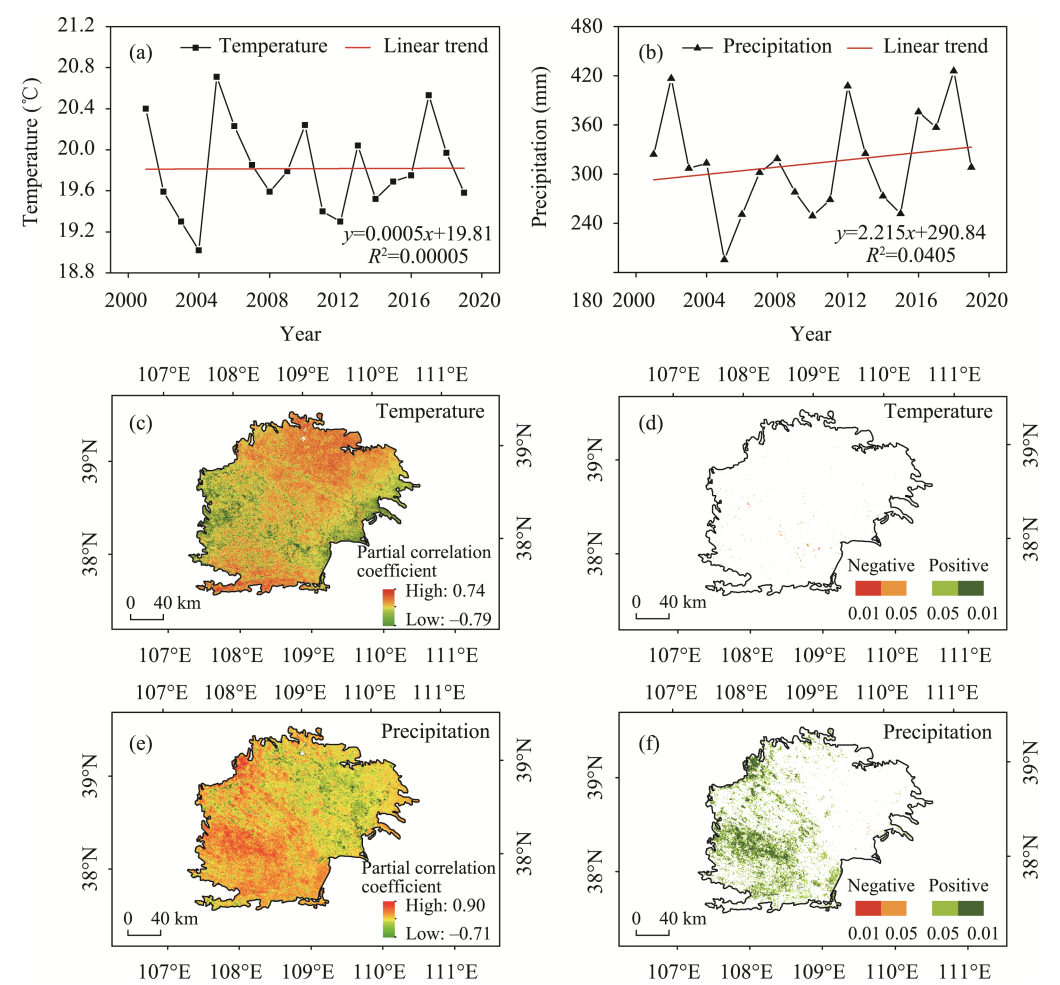 (a) Temperature Linear trend
Temperature (℃)
21.2
20.8
20.4
20.0
19.6
19.2
18.8
y=0.0005x+19.81
R²=0.00005
2000 2004 2008 2012 2016 2020
Year
(b) Precipitation Linear trend
Precipitation (mm)
480
420
360
300
240
180
y=2.215x+290.84
R²=0.0405
2000 2004 2008 2012 2016 2020
Year
107°E 108°E 109°E 110°E 111°E
(c) Temperature
39°N
38°N
39°N
38°N
Partial correlation
coefficient
High: 0.74
Low: –0.79
0 40 km
107°E 108°E 109°E 110°E 111°E
107°E 108°E 109°E 110°E 111°E
(d) Temperature
39°N
38°N
39°N
38°N
Negative Positive
0.01 0.05 0.05 0.01
0 40 km
107°E 108°E 109°E 110°E 111°E
107°E 108°E 109°E 110°E 111°E
(e) Precipitation
39°N
38°N
39°N
38°N
Partial correlation
coefficient
High: 0.90
Low: –0.71
0 40 km
107°E 108°E 109°E 110°E 111°E
107°E 108°E 109°E 110°E 111°E
(f) Precipitation
39°N
38°N
39°N
38°N
Negative Positive
0.01 0.05 0.05 0.01
0 40 km
107°E 108°E 109°E 110°E 111°E